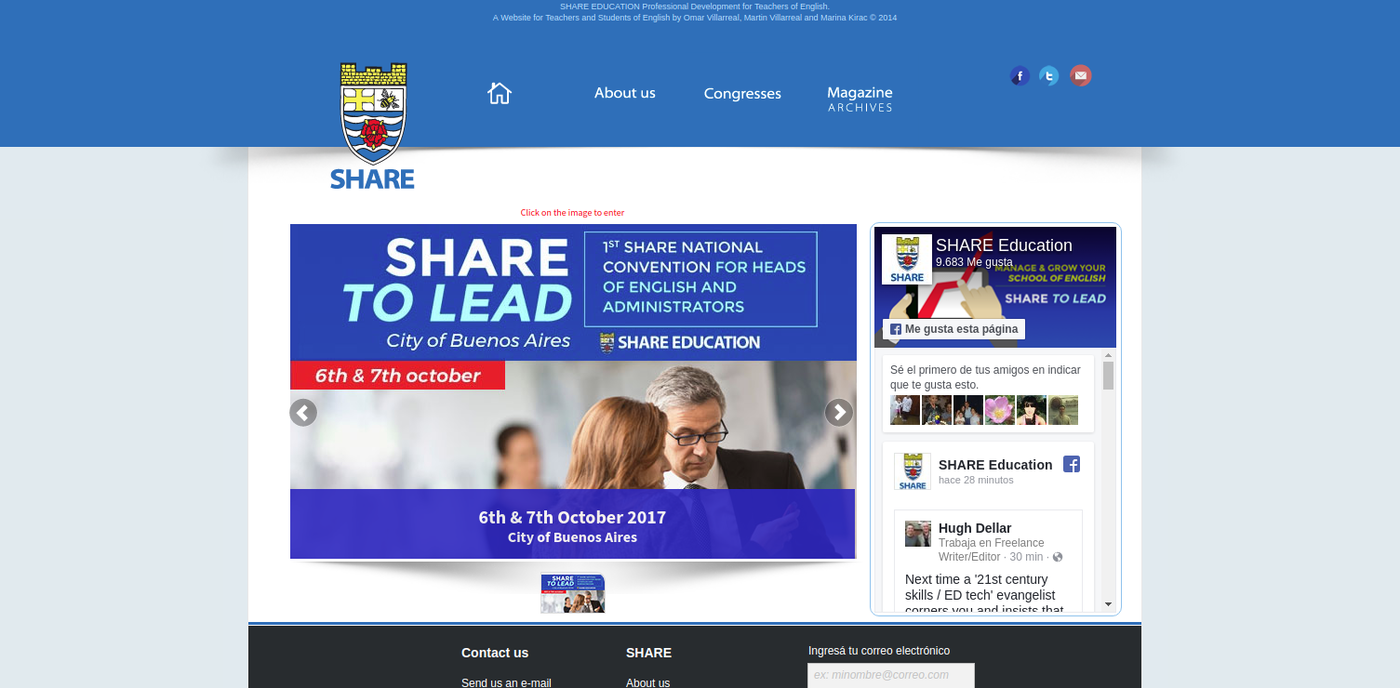 SHARE EDUCATION Professional Development for Teachers of English.
A Website for Teachers and Students of English by Omar Villarreal, Martin Villarreal and Marina Kirac © 2014
About us
Congresses
Magazine
ARCHIVES
SHARE
Click on the image to enter
SHARE
TO LEAD
City of Buenos Aires
1ST SHARE NATIONAL
CONVENTION FOR HEADS
OF ENGLISH AND
ADMINISTRATORS
SHARE EDUCATION
6th & 7th october
6th & 7th October 2017
City of Buenos Aires
SHARE
TO LEAD
SHARE Education
9.683 Me gusta
MANAGE & GROW YOUR
SCHOOL OF ENGLISH
SHARE TO LEAD
SHARE
Me gusta esta página
Sé el primero de tus amigos en indicar
que te gusta esto.
SHARE Education
hace 28 minutos
SHARE
Hugh Dellar
Trabaja en Freelance
Writer/Editor · 30 min ·
Next time a '21st century
skills / ED tech' evangelist
corners you and insists that
Contact us
SHARE
Ingresá tu correo electrónico
Send us an e-mail
About us
ex: minombre@correo.com